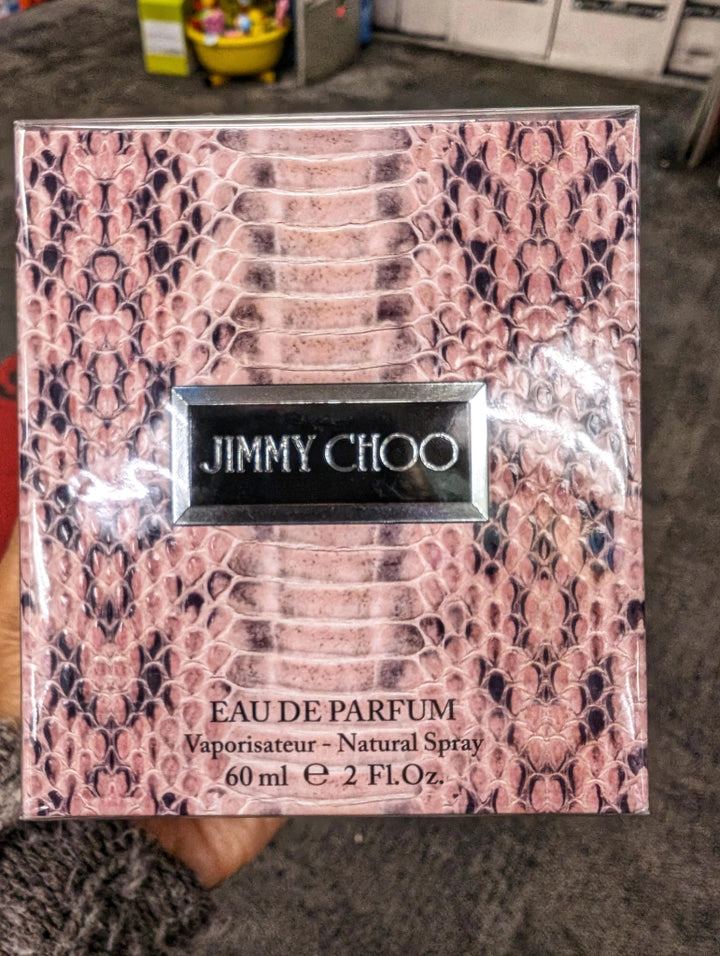 JIMMY CHOO
EAU DE PARFUM
Vaporisateur - Natural Spray
60 ml ℮ 2 Fl.Oz.